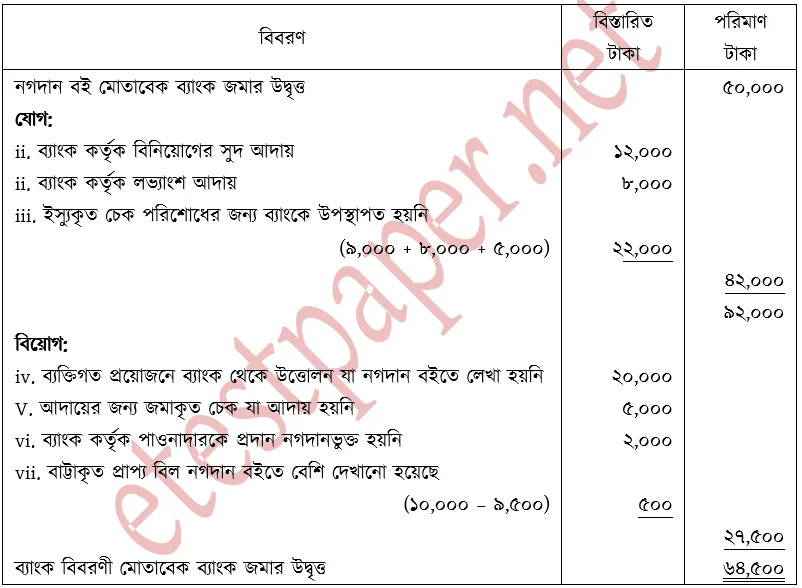 বিবরণ বিস্তারিত টাকা পরিমাণ টাকা
নগদান বই মোতাবেক ব্যাংক জমার উদ্বৃত্ত ৫০,০০০
যোগ:
ii. ব্যাংক কর্তৃক বিনিয়োগের সুদ আদায় ১২,০০০
ii. ব্যাংক কর্তৃক লভ্যাংশ আদায় ৮,০০০
iii. ইস্যুকৃত চেক পরিশোধের জন্য ব্যাংকে উপস্থাপত হয়নি
(৯,০০০ + ৮,০০০ + ৫,০০০) ২২,০০০
৪২,০০০
৯২,০০০
বিয়োগ:
iv. ব্যক্তিগত প্রয়োজনে ব্যাংক থেকে উত্তোলন যা নগদান বইতে লেখা হয়নি ২০,০০০
V. আদায়ের জন্য জমাকৃত চেক যা আদায় হয়নি ৫,০০০
vi. ব্যাংক কর্তৃক পাওনাদারকে প্রদান নগদানভুক্ত হয়নি ২,০০০
vii. বাট্টাকৃত প্রাপ্য বিল নগদান বইতে বেশি দেখানো হয়েছে
(১০,০০০ – ৯,৫০০) ৫০০
২৭,৫০০
ব্যাংক বিবরণী মোতাবেক ব্যাংক জমার উদ্বৃত্ত ৬৪,৫০০
etestpaper.net